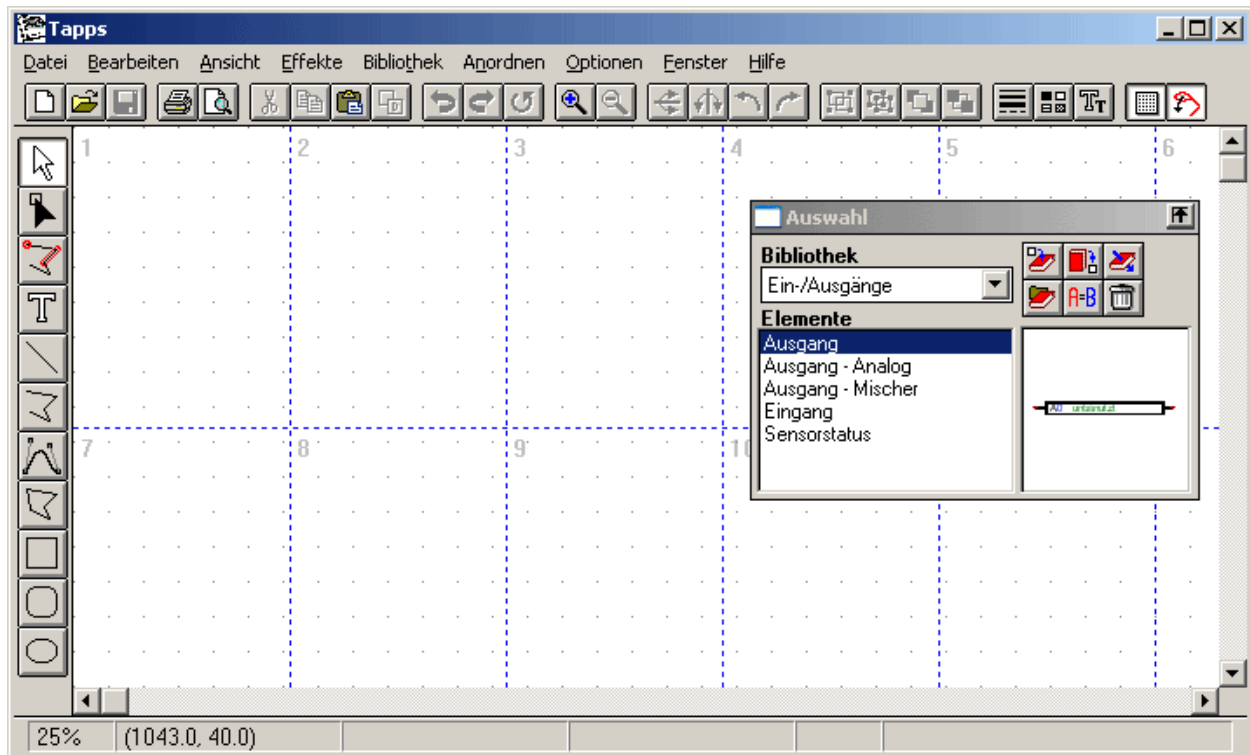 Tapps
Datei Bearbeiten Ansicht Effekte Bibliothek Anordnen Optionen Fenster Hilfe
1 2 3 4 5 6
Auswahl
Bibliothek
Ein-/Ausgänge
A=B
Elemente
Ausgang
Ausgang - Analog
Ausgang - Mischer
Eingang
Sensorstatus
7 8 9 10
25% (1043.0, 40.0)